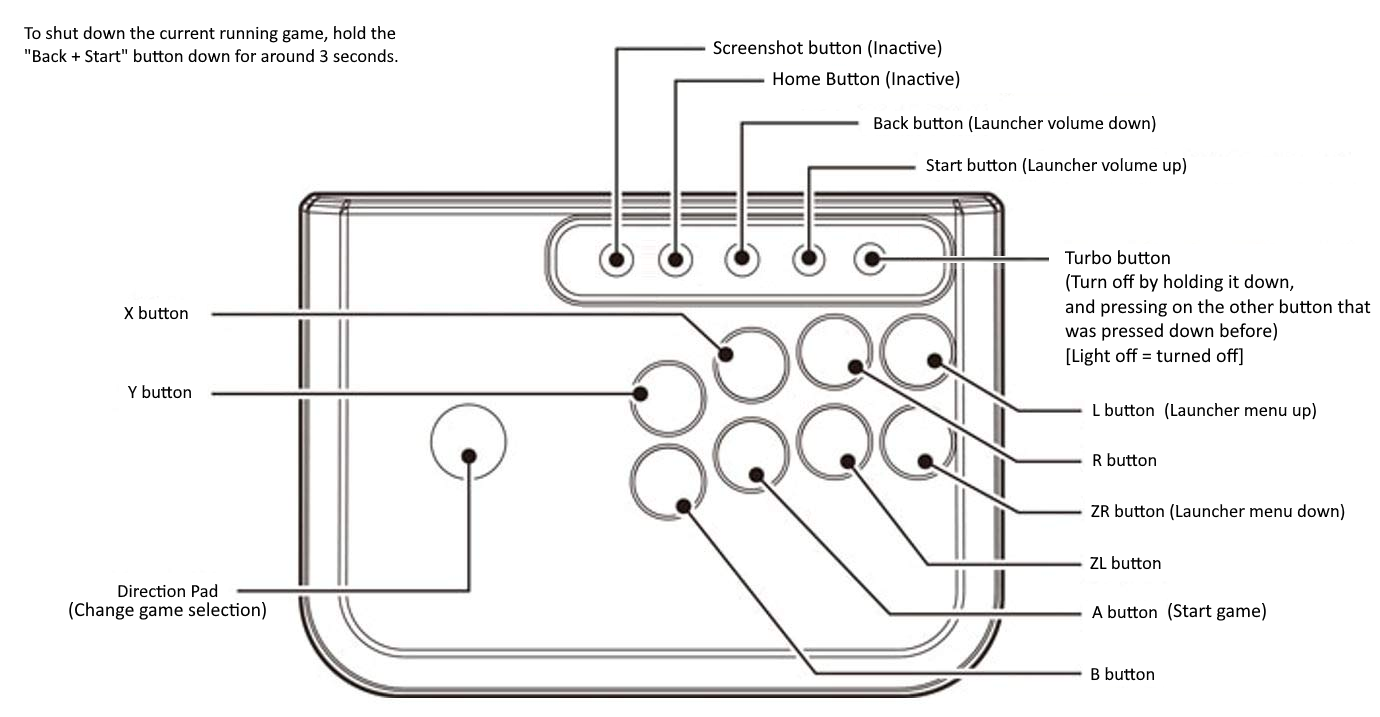 To shut down the current running game, hold the
"Back + Start" button down for around 3 seconds.
Screenshot button (Inactive)
Home Button (Inactive)
Back button (Launcher volume down)
Start button (Launcher volume up)
Turbo button
(Turn off by holding it down,
and pressing on the other button that
was pressed down before)
[Light off = turned off]
X button
Y button
L button (Launcher menu up)
R button
ZR button (Launcher menu down)
ZL button
Direction Pad
(Change game selection)
A button (Start game)
B button